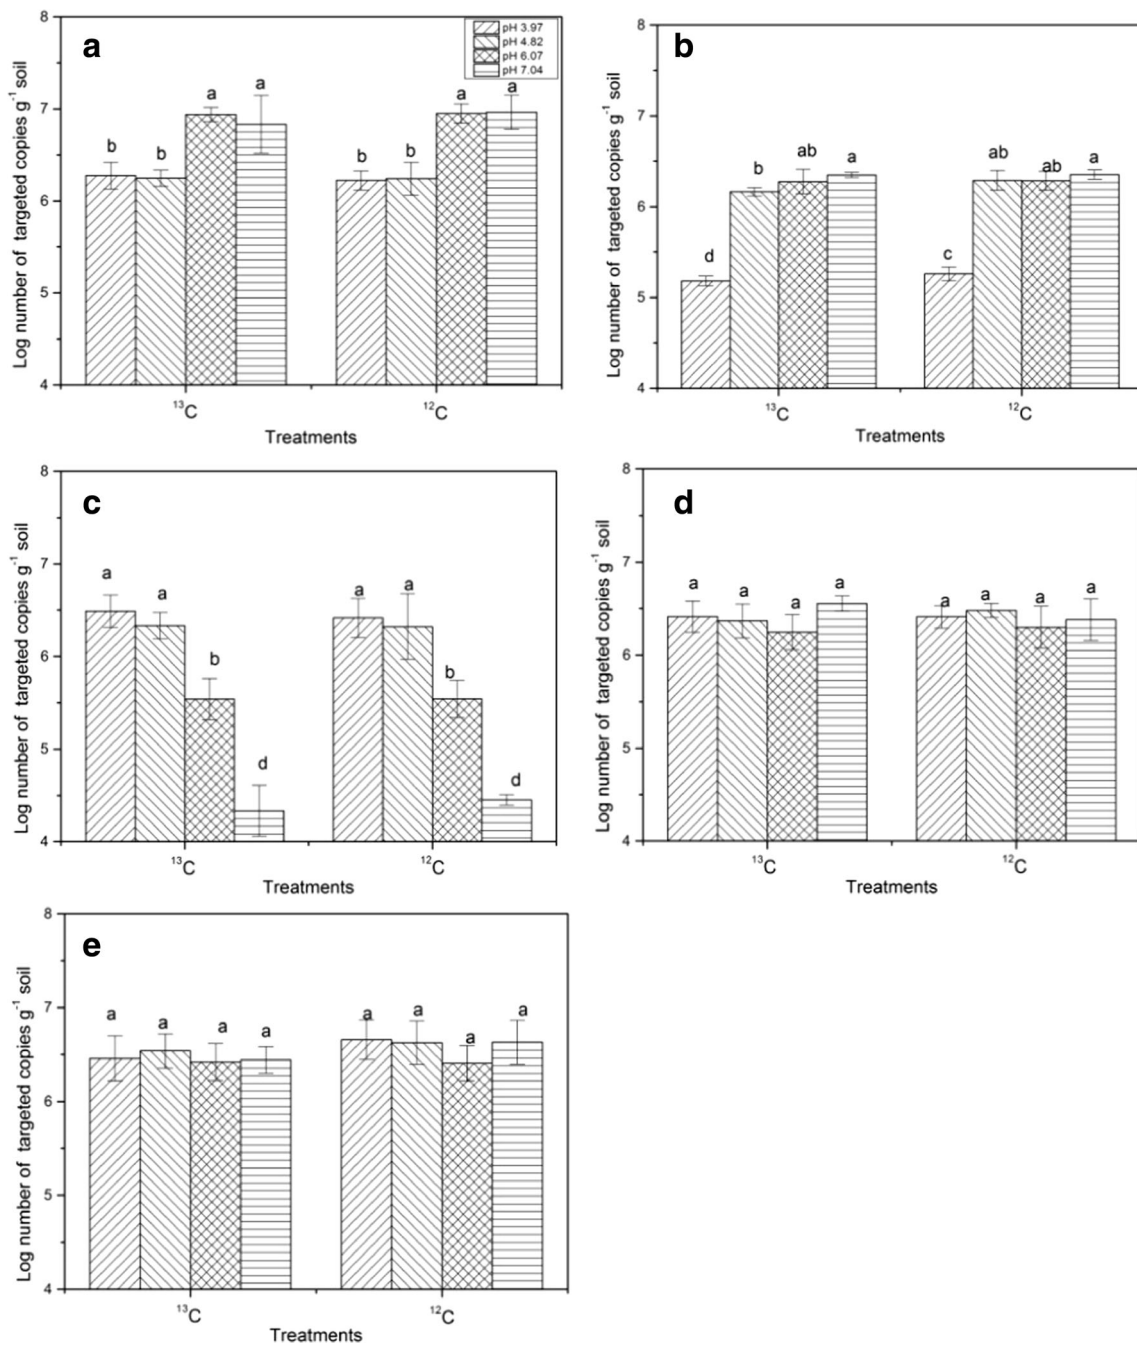 a
pH 3.97
pH 4.82
pH 6.07
pH 7.04
Log number of targeted copies g⁻¹ soil
8
7
6
5
4
b
b
a
a
b
b
a
a
¹³C
¹²C
Treatments
b
Log number of targeted copies g⁻¹ soil
8
7
6
5
4
d
b
ab
a
c
ab
ab
a
¹³C
¹²C
Treatments
c
Log number of targeted copies g⁻¹ soil
8
7
6
5
4
a
a
b
d
a
a
b
d
¹³C
¹²C
Treatments
d
Log number of targeted copies g⁻¹ soil
8
7
6
5
4
a
a
a
a
a
a
a
a
¹³C
¹²C
Treatments
e
Log number of targeted copies g⁻¹ soil
8
7
6
5
4
a
a
a
a
a
a
a
a
¹³C
¹²C
Treatments